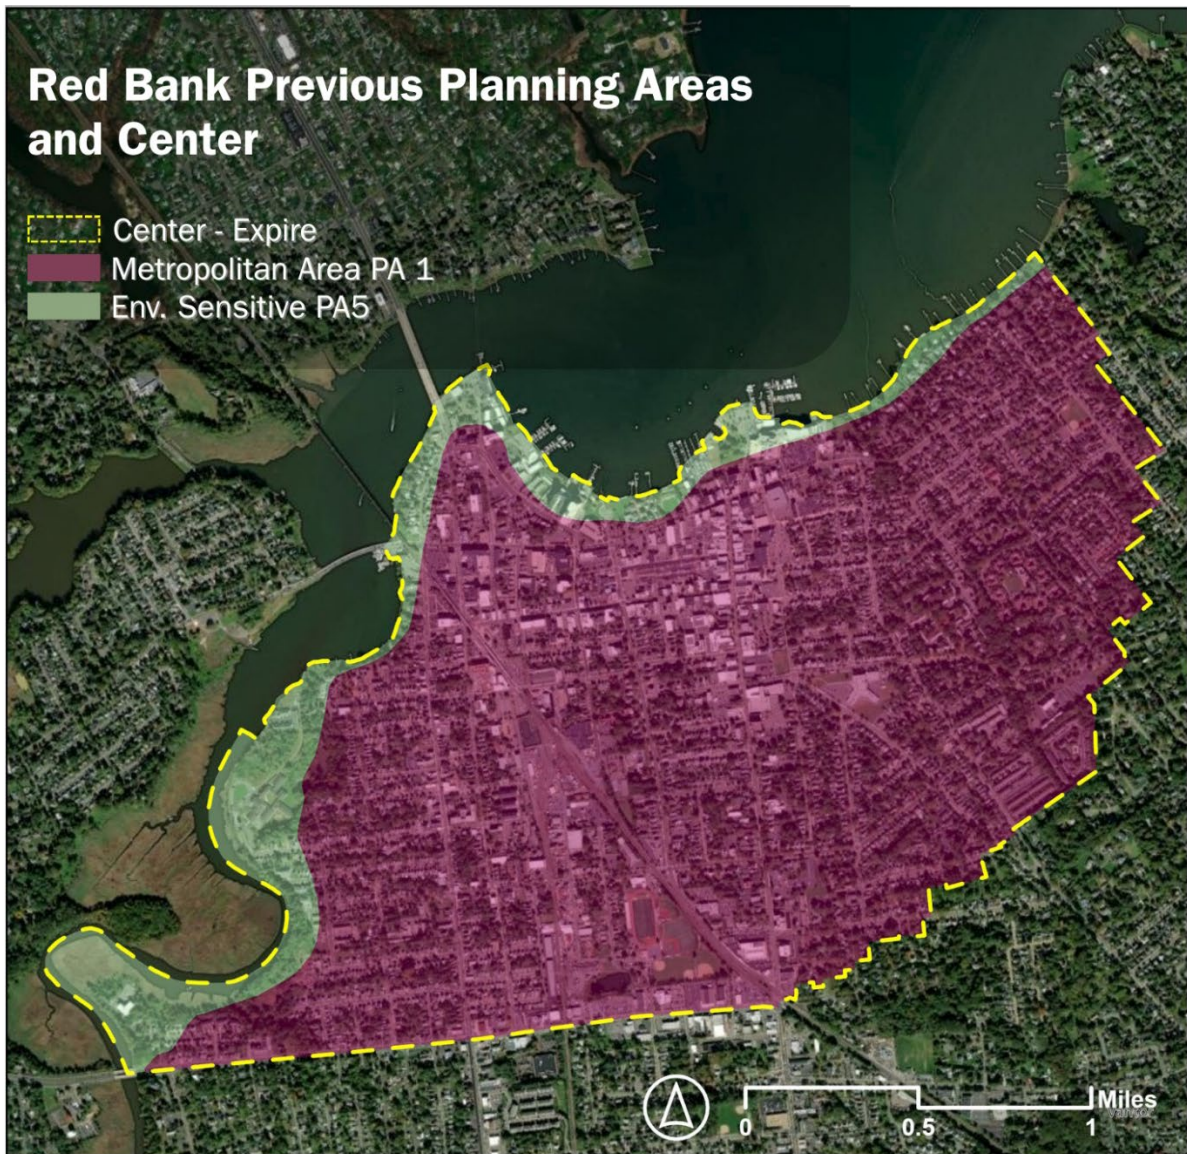 Red Bank Previous Planning Areas
and Center
Center - Expire
Metropolitan Area PA 1
Env. Sensitive PA5
Miles
0 0.5 1